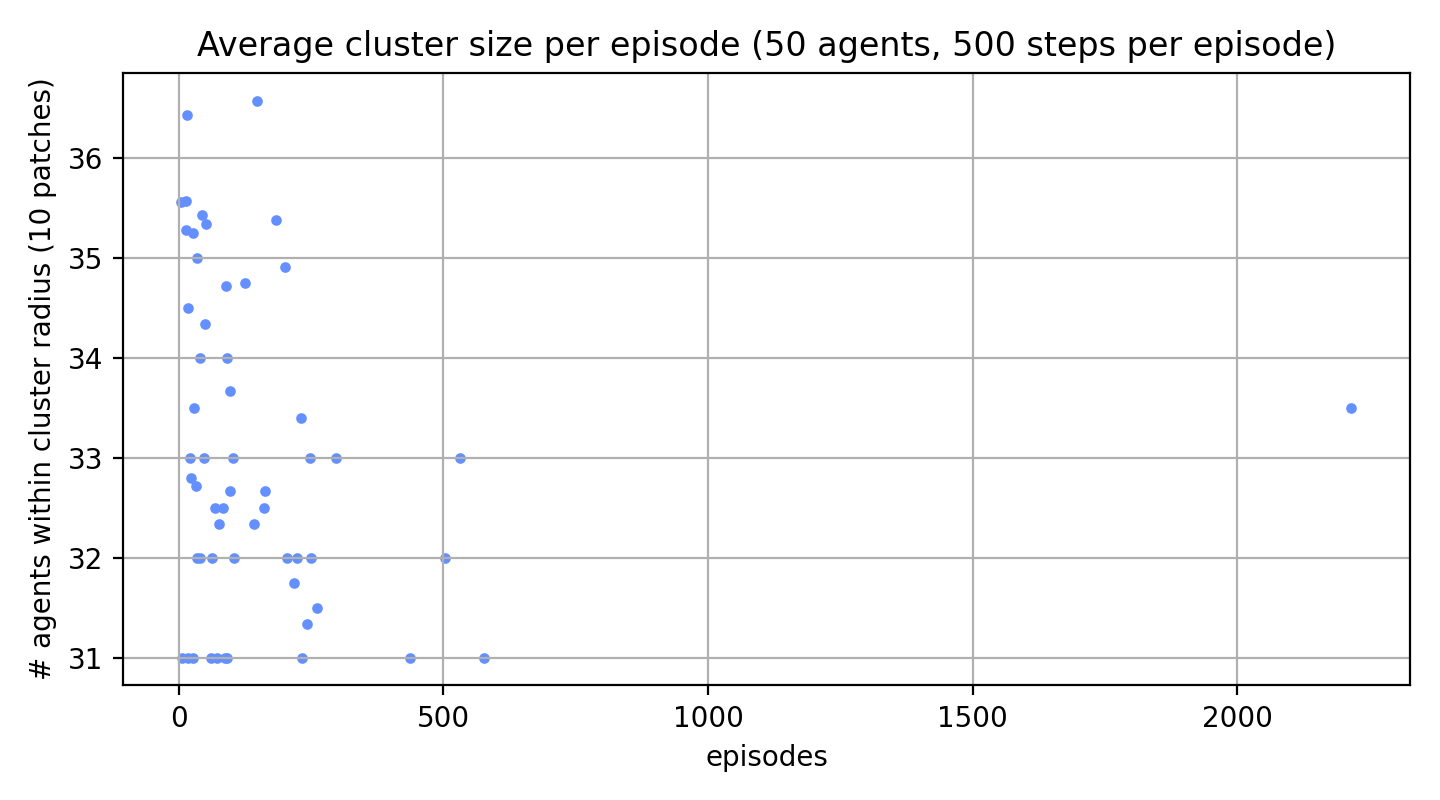 Average cluster size per episode (50 agents, 500 steps per episode)
# agents within cluster radius (10 patches)
36
35
34
33
32
31
0 500 1000 1500 2000
episodes